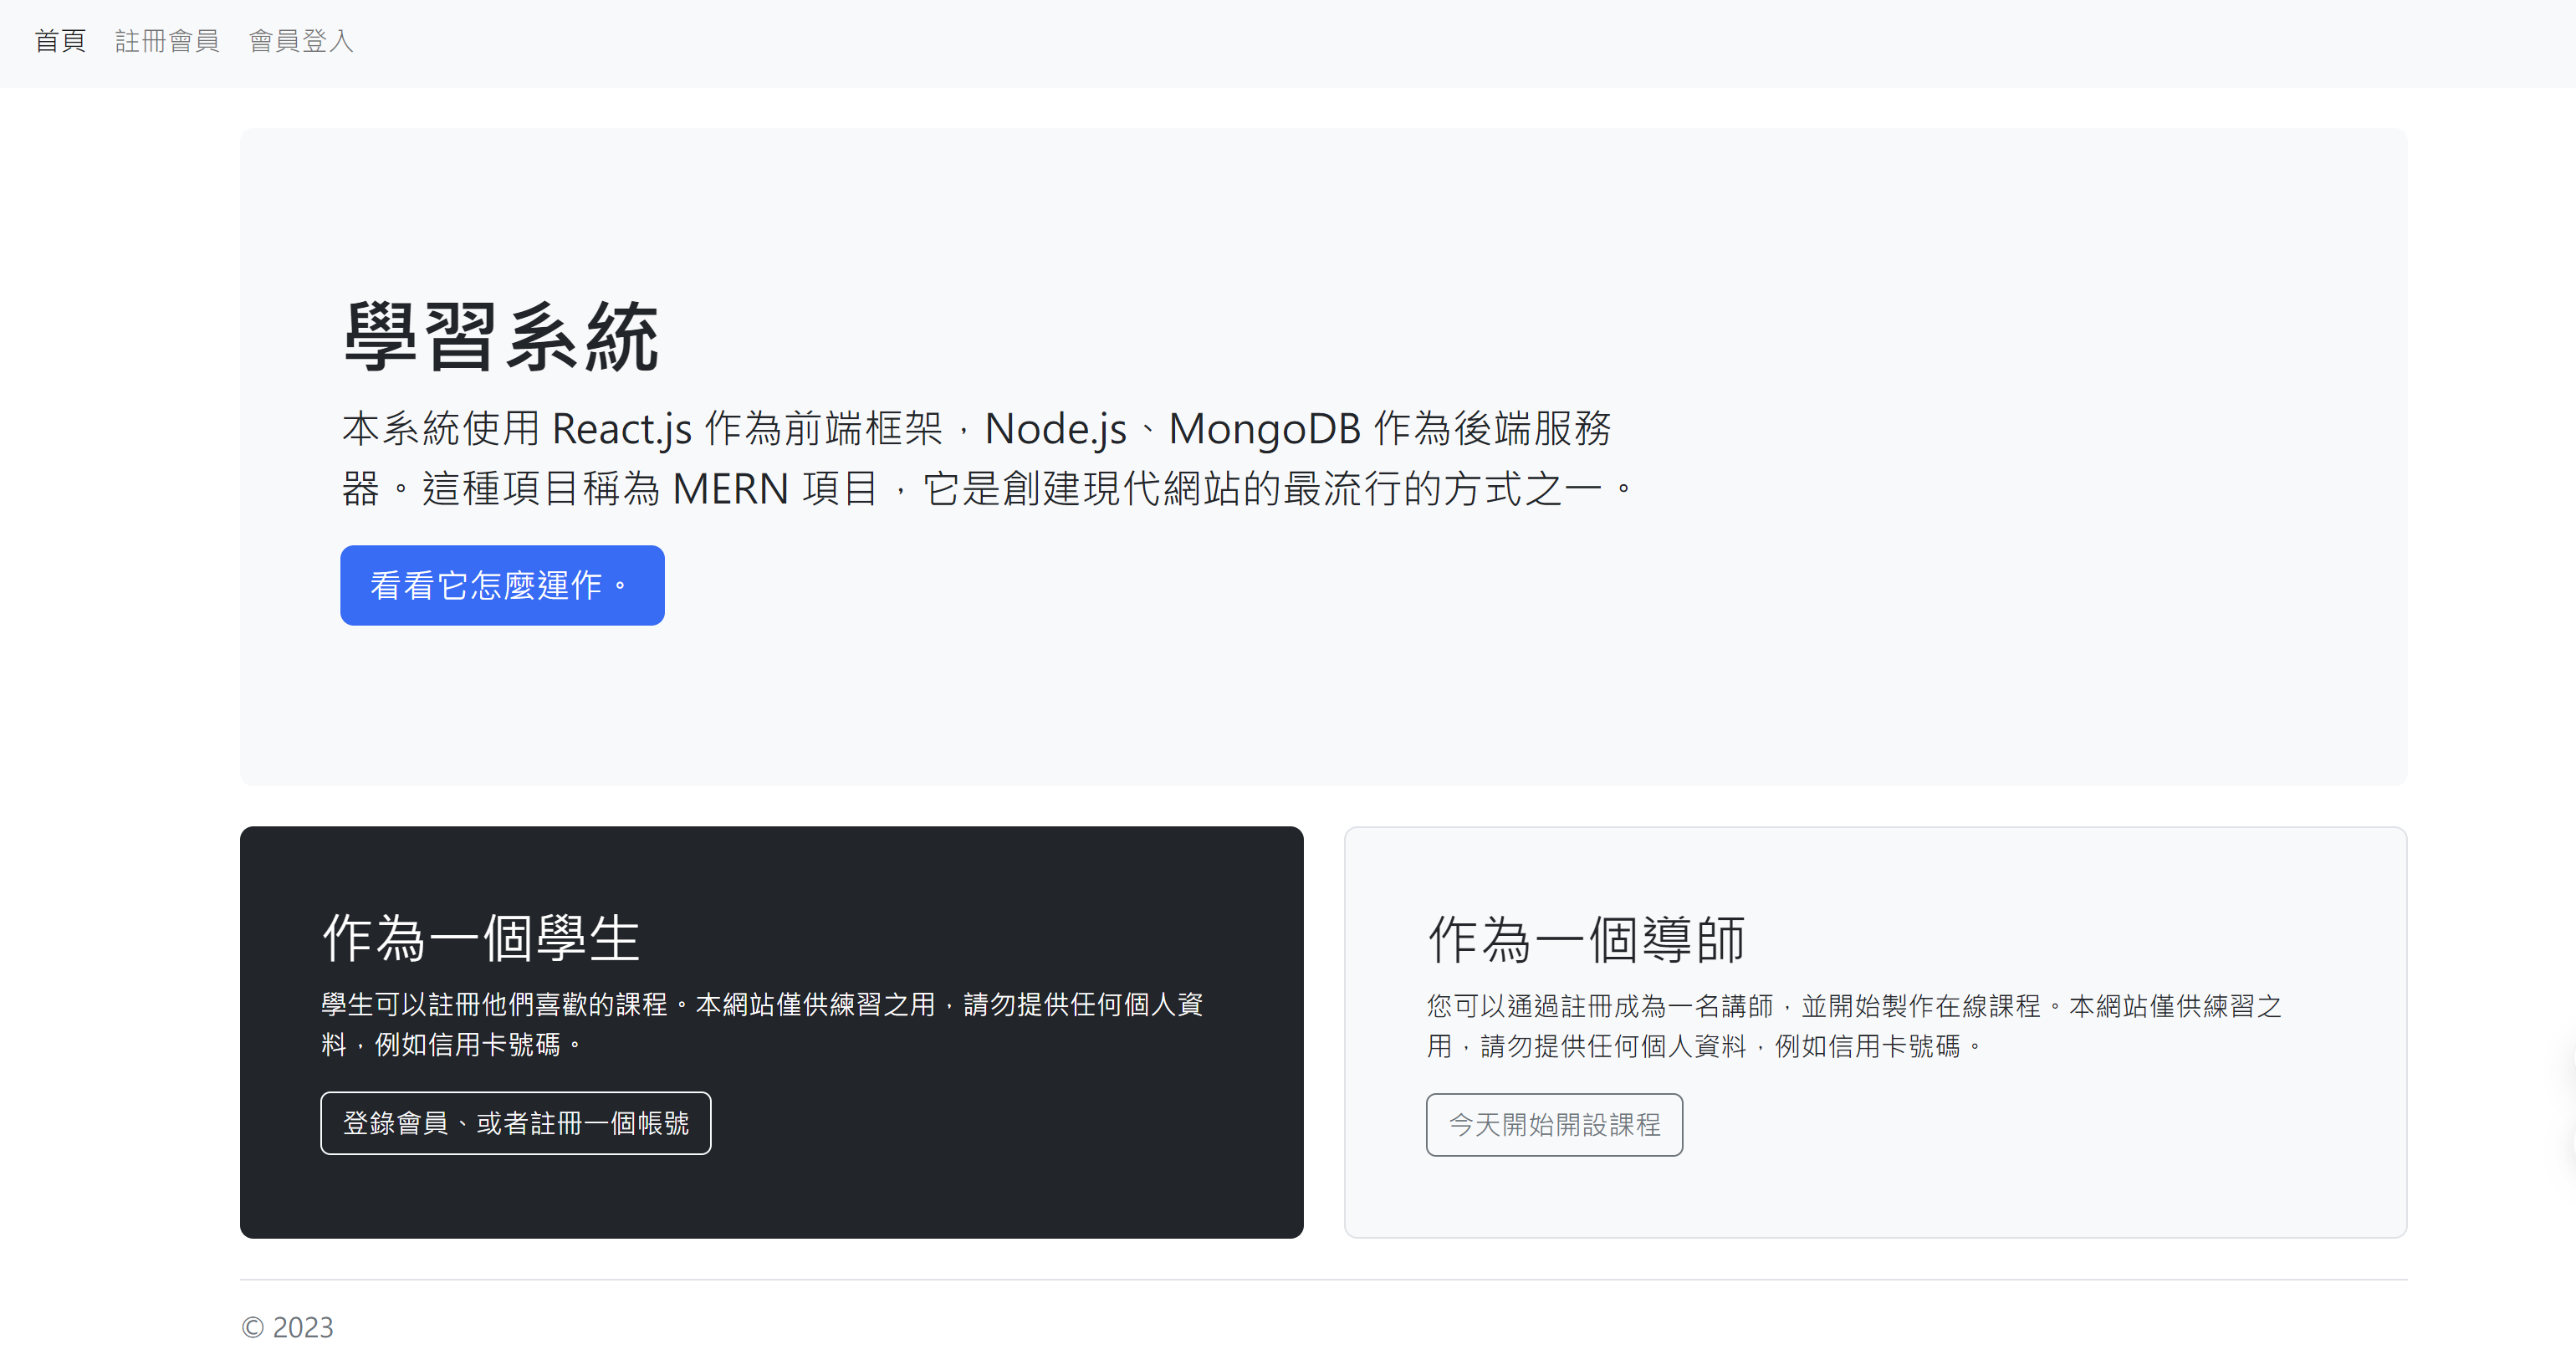 首頁 註冊會員 會員登入
學習系統
本系統使用 React.js 作為前端框架，Node.js、MongoDB 作為後端服務
器。這種項目稱為 MERN 項目，它是創建現代網站的最流行的方式之一。
看看它怎麼運作。
作為一個學生
學生可以註冊他們喜歡的課程。本網站僅供練習之用，請勿提供任何個人資
料，例如信用卡號碼。
登錄會員、或者註冊一個帳號
作為一個導師
您可以通過註冊成為一名講師，並開始製作在線課程。本網站僅供練習之
用，請勿提供任何個人資料，例如信用卡號碼。
今天開始開設課程
© 2023